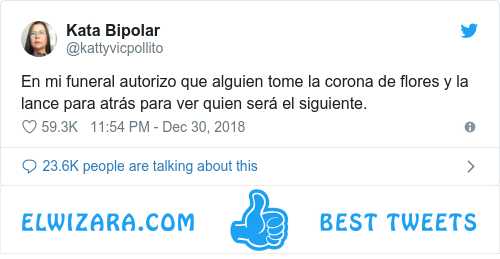 Kata Bipolar
@kattyvicpollito
En mi funeral autorizo que alguien tome la corona de flores y la
lance para atrás para ver quien será el siguiente.
59.3K 11:54 PM - Dec 30, 2018
23.6K people are talking about this
ELWIZARA.COM BEST TWEETS